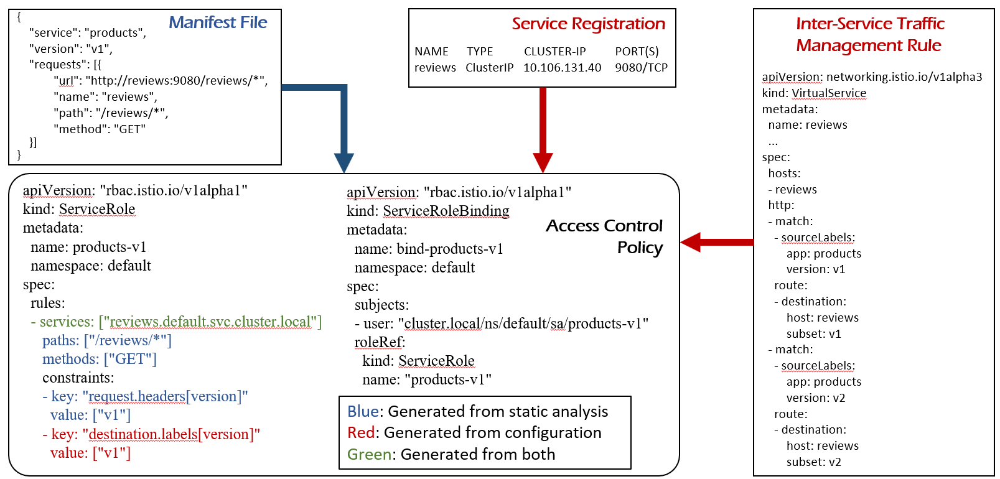 Manifest File
{
"service": "products",
"version": "v1",
"requests": [{
"url": "http://reviews:9080/reviews/*",
"name": "reviews",
"path": "/reviews/*",
"method": "GET"
}]
}
Service Registration
NAME TYPE CLUSTER-IP PORT(S)
reviews ClusterIP 10.106.131.40 9080/TCP
Inter-Service Traffic
Management Rule
apiVersion: networking.istio.io/v1alpha3
kind: VirtualService
metadata:
name: reviews
...
spec:
hosts:
- reviews
http:
- match:
- sourceLabels:
app: products
version: v1
route:
- destination:
host: reviews
subset: v1
- match:
- sourceLabels:
app: products
version: v2
route:
- destination:
host: reviews
subset: v2
Access Control
Policy
apiVersion: "rbac.istio.io/v1alpha1"
kind: ServiceRole
metadata:
name: products-v1
namespace: default
spec:
rules:
- services: ["reviews.default.svc.cluster.local"]
paths: ["/reviews/*"]
methods: ["GET"]
constraints:
- key: "request.headers[version]"
value: ["v1"]
- key: "destination.labels[version]"
value: ["v1"]
apiVersion: "rbac.istio.io/v1alpha1"
kind: ServiceRoleBinding
metadata:
name: bind-products-v1
namespace: default
spec:
subjects:
- user: "cluster.local/ns/default/sa/products-v1"
roleRef:
kind: ServiceRole
name: "products-v1"
Blue: Generated from static analysis
Red: Generated from configuration
Green: Generated from both